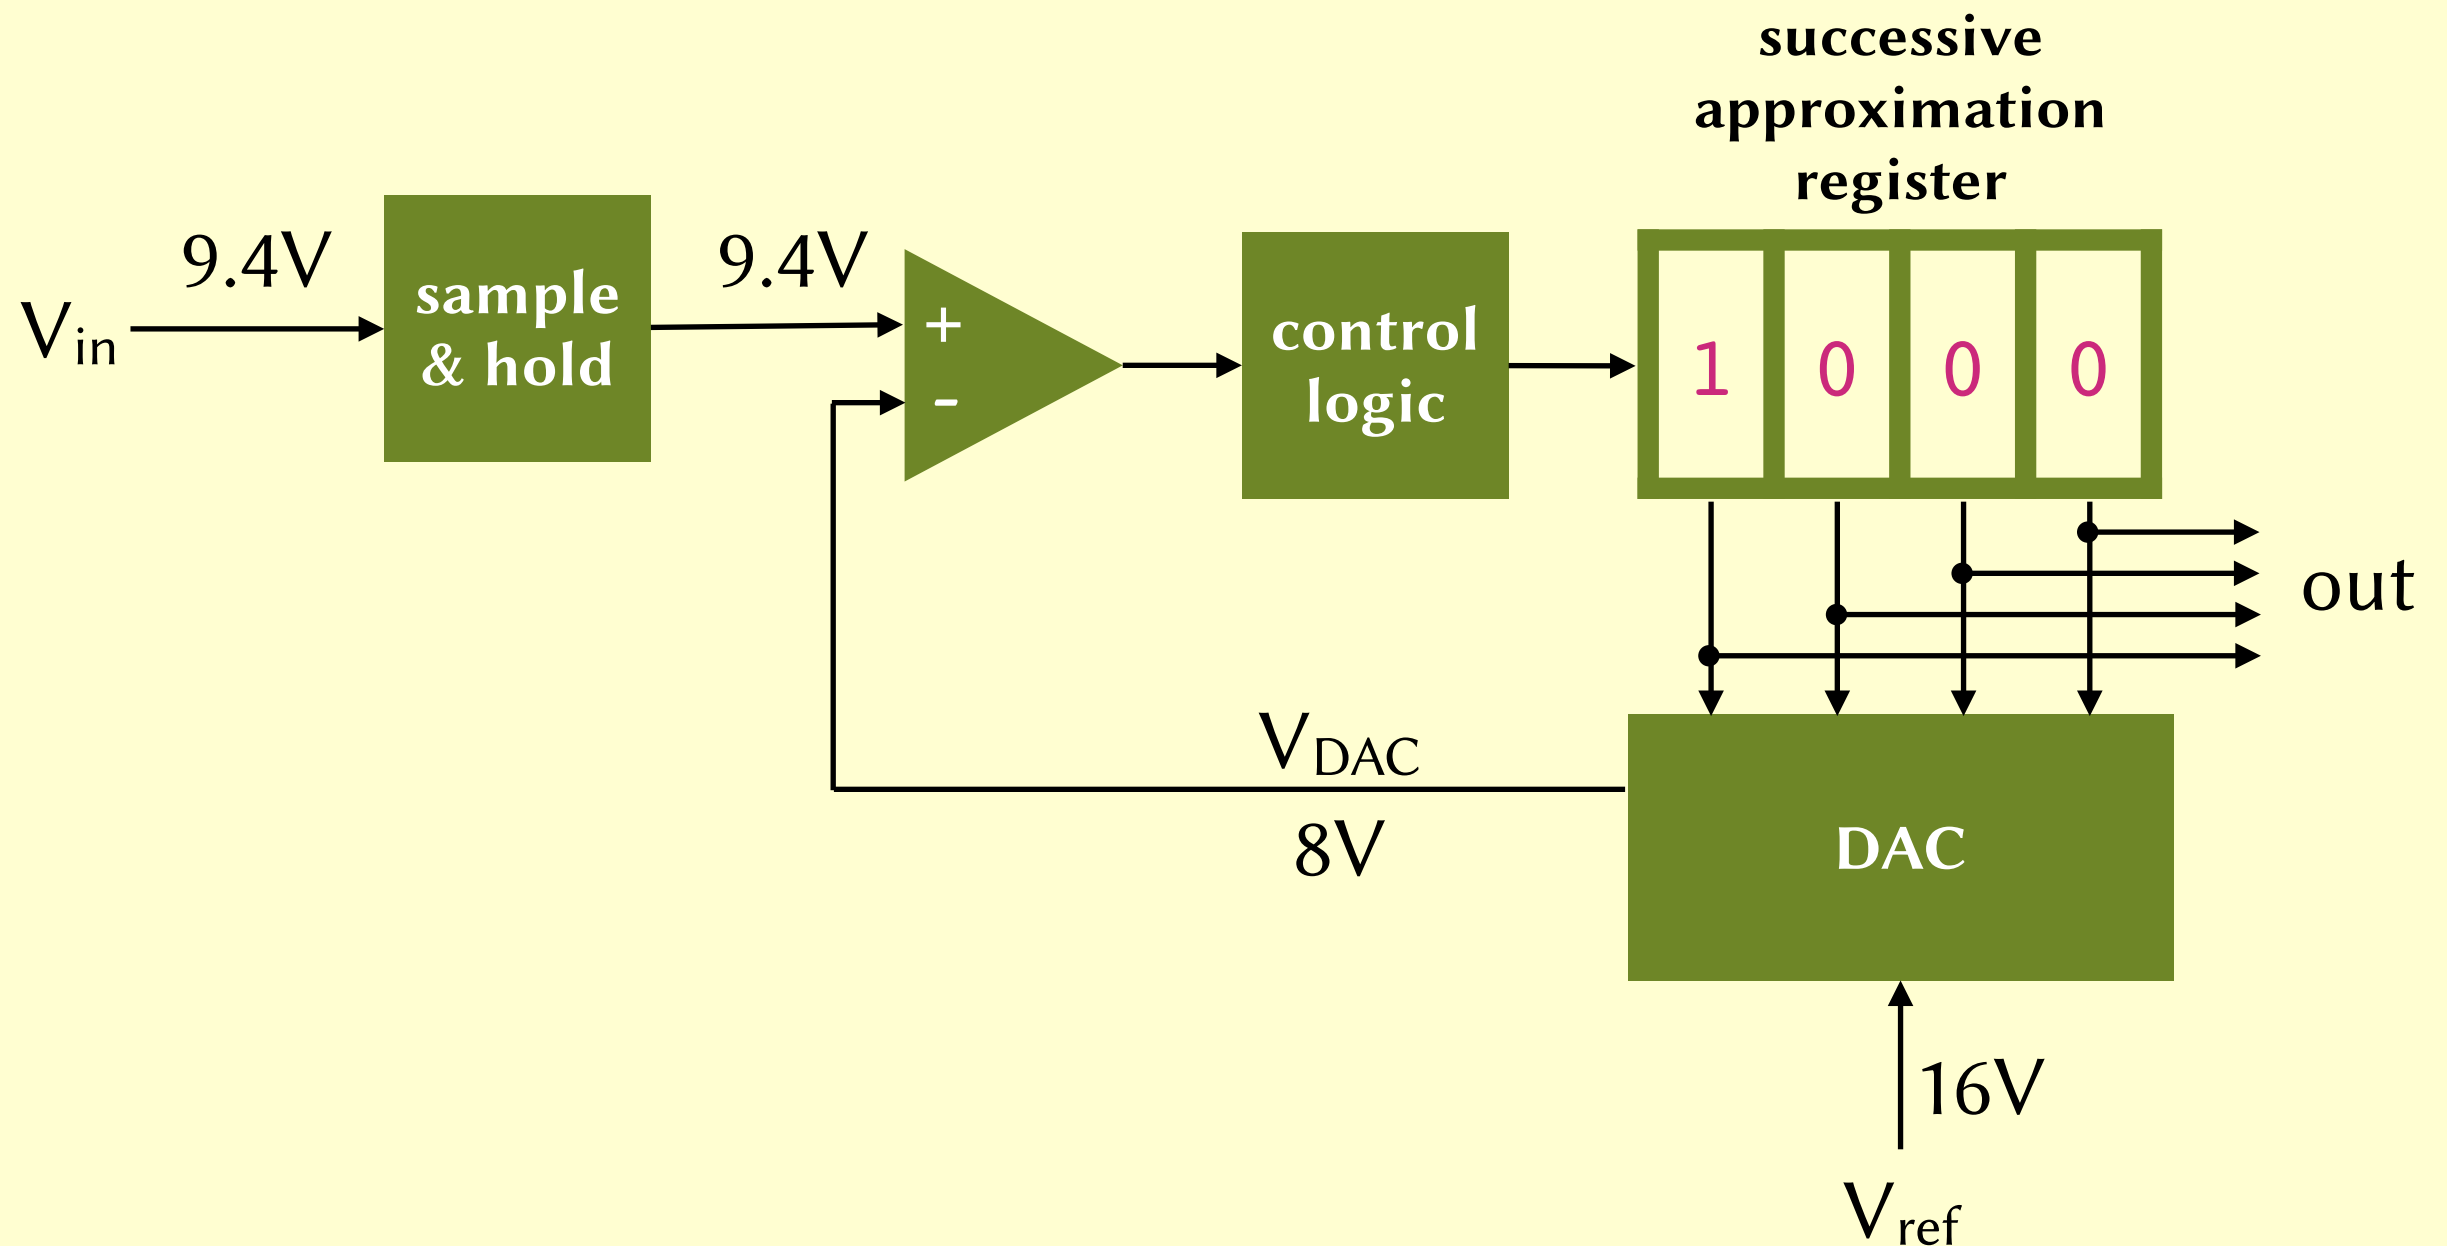 successive
approximation
register
9.4V
Vin
sample
& hold
9.4V
+
-
control
logic
1 0 0 0
out
VDAC
8V
DAC
16V
Vref